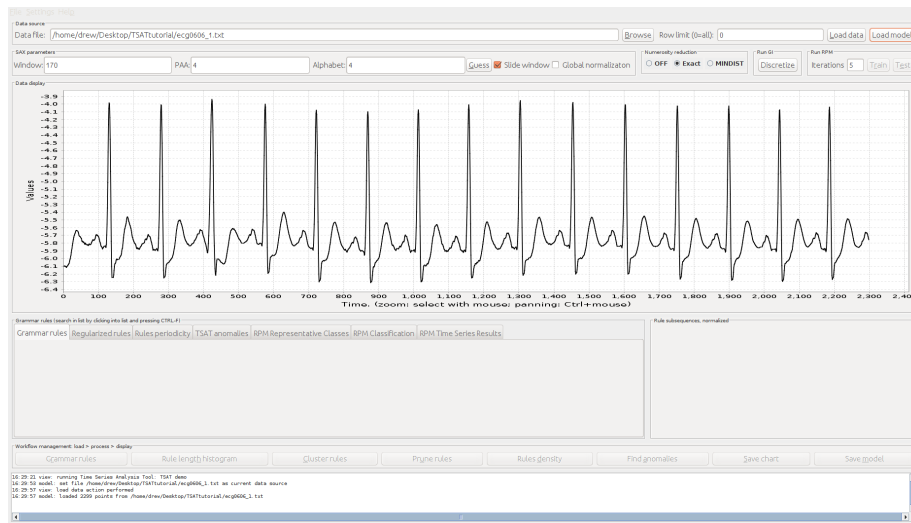 File Settings Help
Data source
Data file: /home/drew/Desktop/TSATtutorial/ecg0606_1.txt Browse Row limit (0=all): 0 Load data Load model
SAX parameters Numerosity reduction Run GI Run RPM
Window: 170 PAA: 4 Alphabet: 4 Guess Slide window Global normalizaton OFF Exact MINDIST Discretize Iterations 5 Train Test
Data display
-3.9
-4.0
-4.1
-4.2
-4.3
-4.4
-4.5
-4.6
-4.7
-4.8
-4.9
-5.0
-5.1
-5.2
-5.3
-5.4
-5.5
-5.6
-5.7
-5.8
-5.9
-6.0
-6.1
-6.2
-6.3
-6.4
Values
0 100 200 300 400 500 600 700 800 900 1,000 1,100 1,200 1,300 1,400 1,500 1,600 1,700 1,800 1,900 2,000 2,100 2,200 2,300 2,400
Time, (zoom: select with mouse; panning: Ctrl+mouse)
Grammar rules (search in list by clicking into list and pressing CTRL-F) Rule subsequences, normalized
Grammar rules Regularized rules Rules periodicity TSAT anomalies RPM Representative Classes RPM Classification RPM Time Series Results
Workflow management: load > process > display
Grammar rules Rule length histogram Cluster rules Prune rules Rules density Find anomalies Save chart Save model
16:29:21 view: running Time Series Analysis Tool: TSAT demo
16:29:53 model: set file /home/drew/Desktop/TSATtutorial/ecg0606_1.txt as current data source
16:29:57 view: load data action performed
16:29:57 model: loaded 2299 points from /home/drew/Desktop/TSATtutorial/ecg0606_1.txt